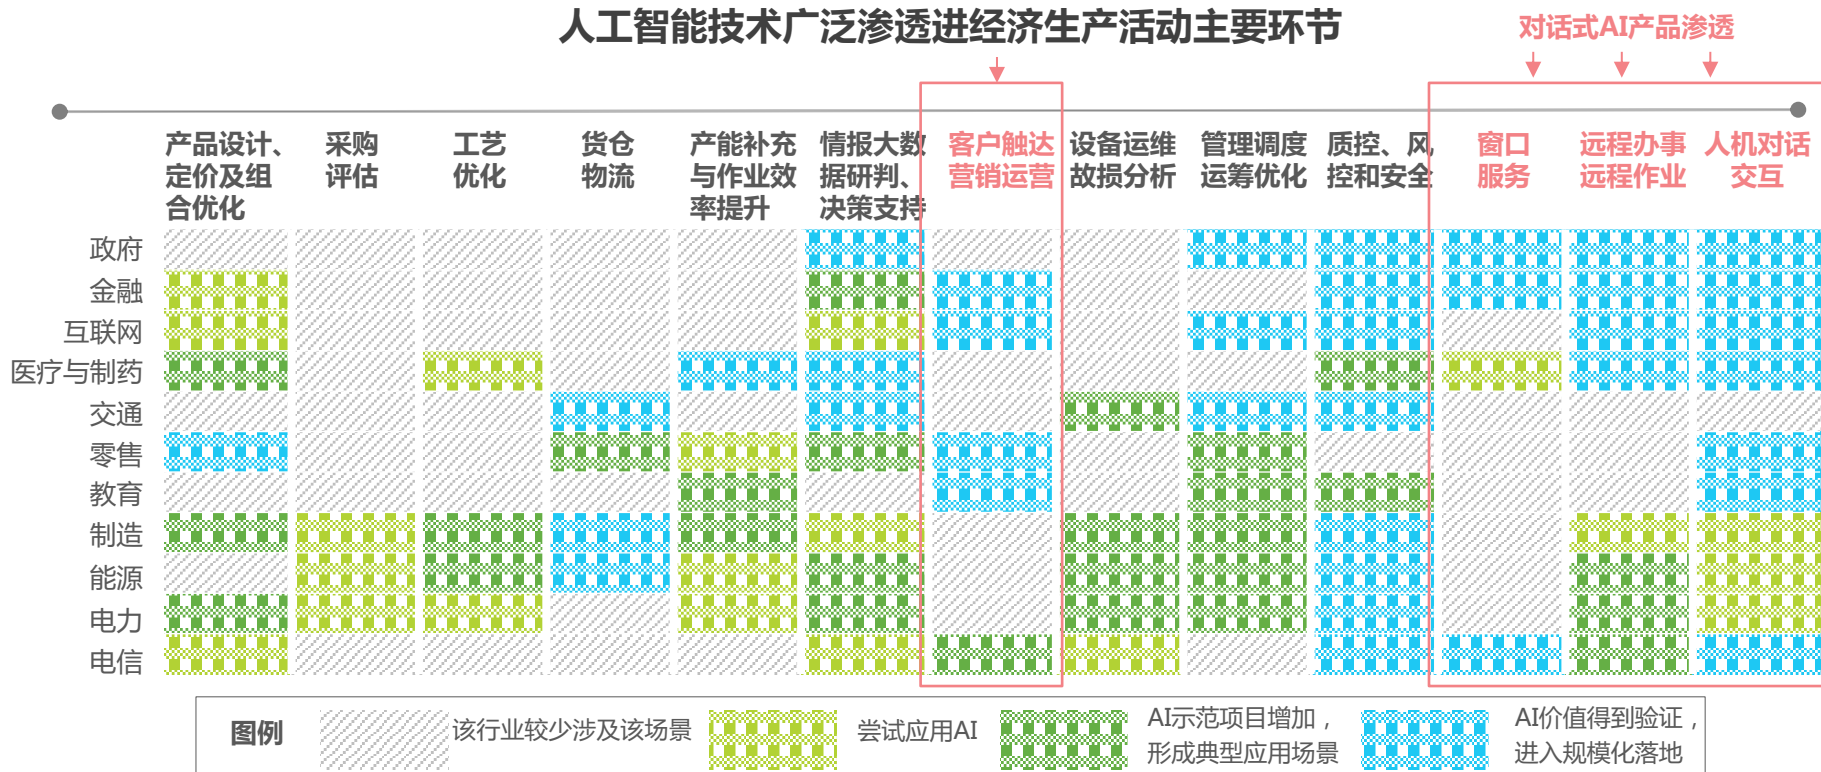 人工智能技术广泛渗透进经济生产活动主要环节
对话式AI产品渗透
产品设计、
定价及组
合优化
采购
评估
工艺
优化
货仓
物流
产能补充
与作业效
率提升
情报大数
据研判、
决策支持
客户触达
营销运营
设备运维
故损分析
管理调度
运筹优化
质控、风
控和安全
窗口
服务
远程办事
远程作业
人机对话
交互
政府
金融
互联网
医疗与制药
交通
零售
教育
制造
能源
电力
电信
图例
该行业较少涉及该场景
尝试应用AI
AI示范项目增加，
形成典型应用场景
AI价值得到验证，
进入规模化落地